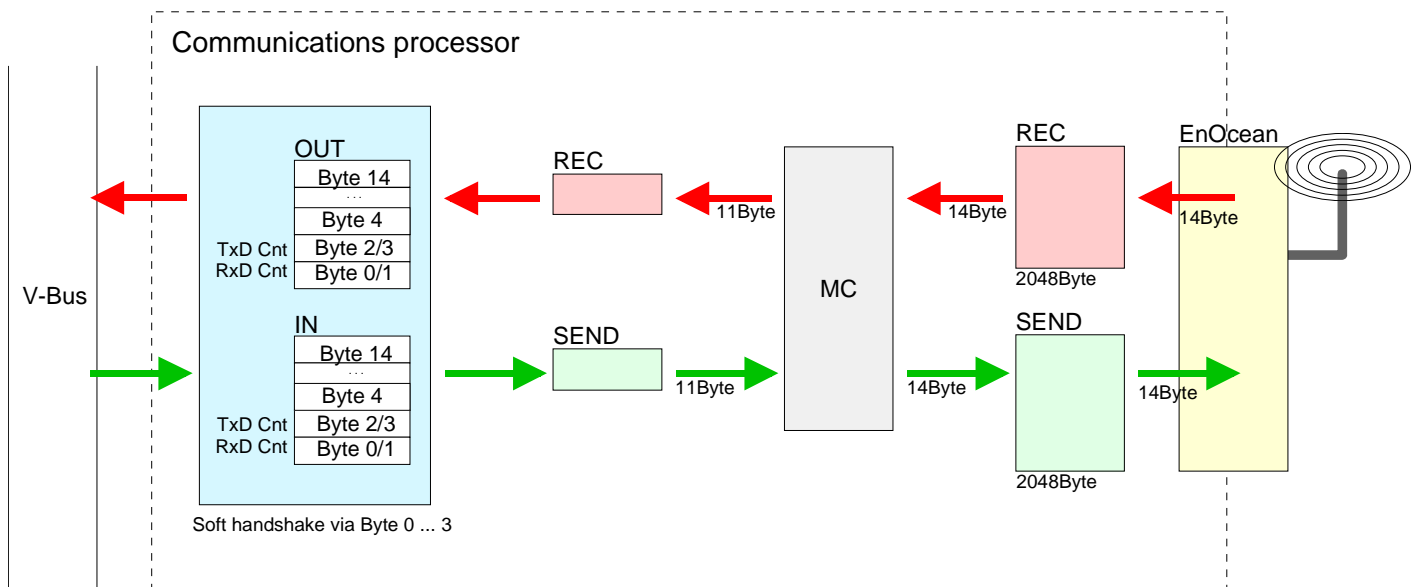 Communications processor
V-Bus
OUT
Byte 14
...
Byte 4
TxD Cnt Byte 2/3
RxD Cnt Byte 0/1
IN
Byte 14
...
Byte 4
TxD Cnt Byte 2/3
RxD Cnt Byte 0/1
Soft handshake via Byte 0 ... 3
REC
11Byte
SEND
11Byte
MC
14Byte
14Byte
REC
2048Byte
SEND
2048Byte
EnOcean
14Byte
14Byte